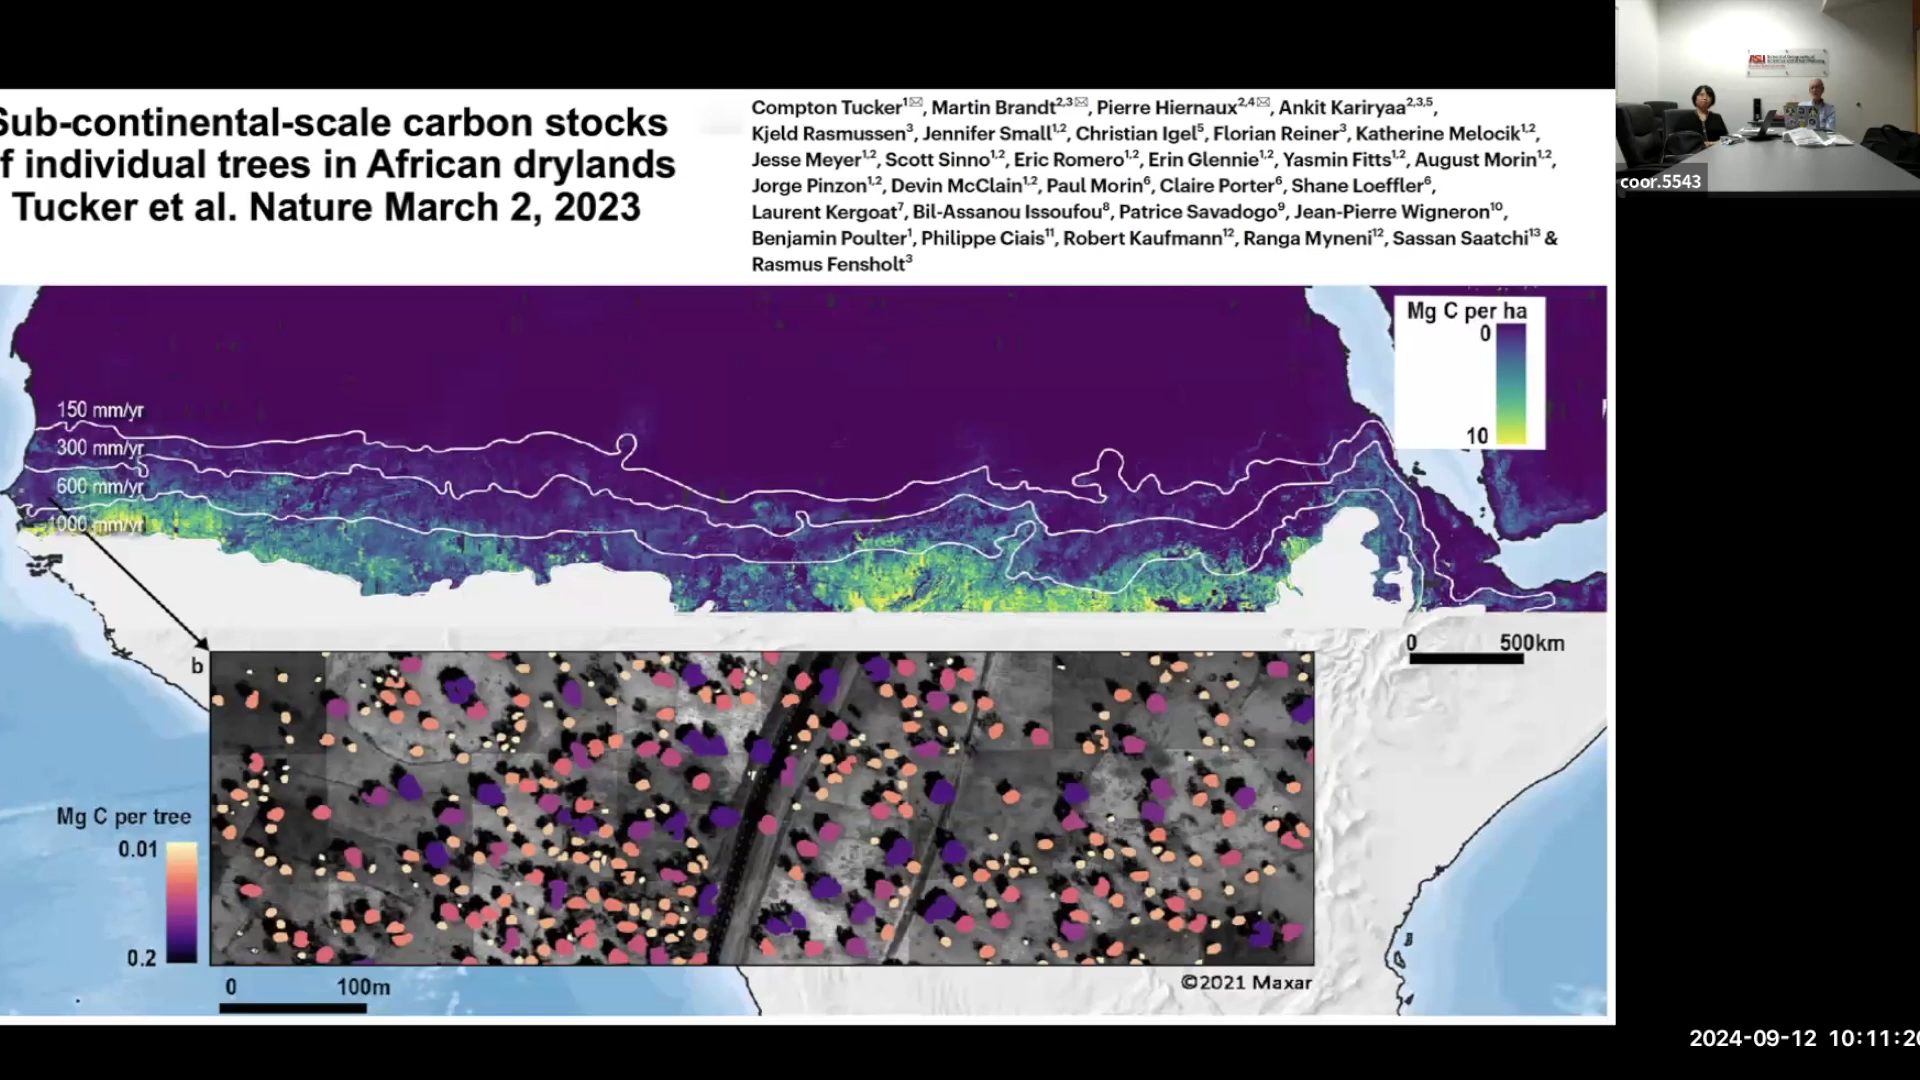 Sub-continental-scale carbon stocks
f individual trees in African drylands
Tucker et al. Nature March 2, 2023
Compton Tucker1✉, Martin Brandt2,3✉, Pierre Hiernaux2,4✉, Ankit Kariryaa2,3,5,
Kjeld Rasmussen3, Jennifer Small1,2, Christian Igel5, Florian Reiner3, Katherine Melocik1,2,
Jesse Meyer1,2, Scott Sinno1,2, Eric Romero1,2, Erin Glennie1,2, Yasmin Fitts1,2, August Morin1,2,
Jorge Pinzon1,2, Devin McClain1,2, Paul Morin6, Claire Porter6, Shane Loeffler6,
Laurent Kergoat7, Bil-Assanou Issoufou8, Patrice Savadogo9, Jean-Pierre Wigneron10,
Benjamin Poulter1, Philippe Ciais11, Robert Kaufmann12, Ranga Myneni12, Sassan Saatchi13 &
Rasmus Fensholt3
Mg C per ha
0
10
150 mm/yr
300 mm/yr
600 mm/yr
1000 mm/yr
0 500km
b
Mg C per tree
0.01
0.2
0 100m
©2021 Maxar
ASU
coor.5543
2024-09-12 10:11:20